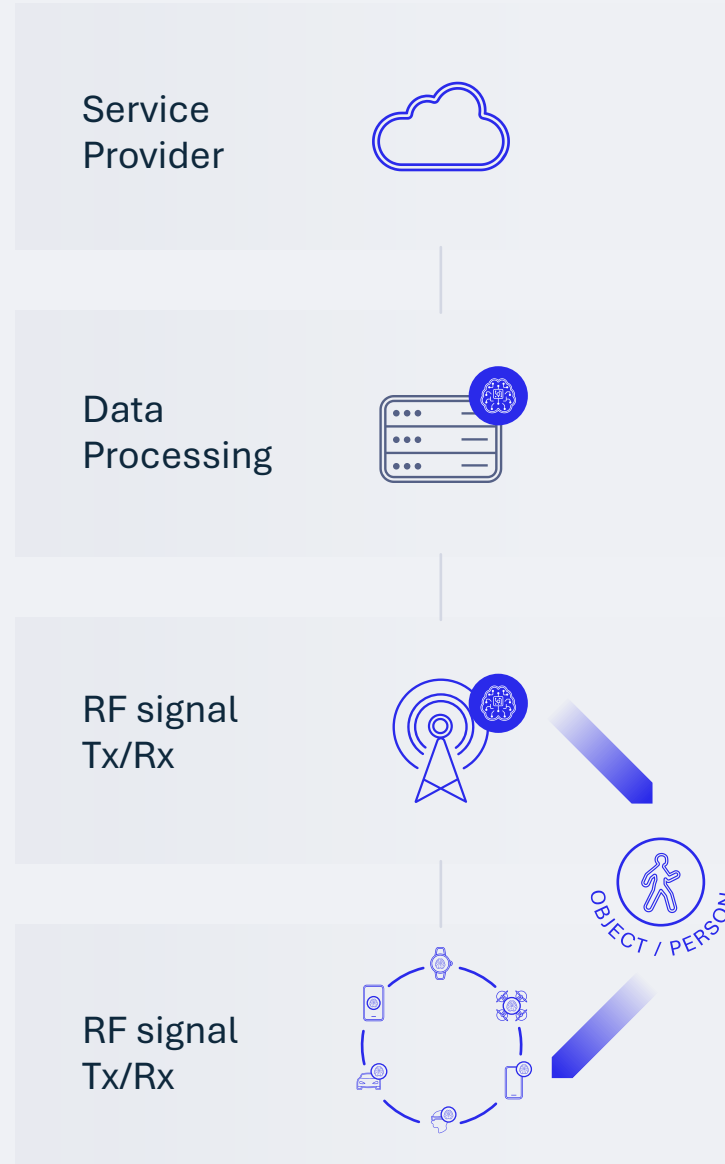 Service
Provider
Data
Processing
RF signal
Tx/Rx
OBJECT / PERSON
RF signal
Tx/Rx